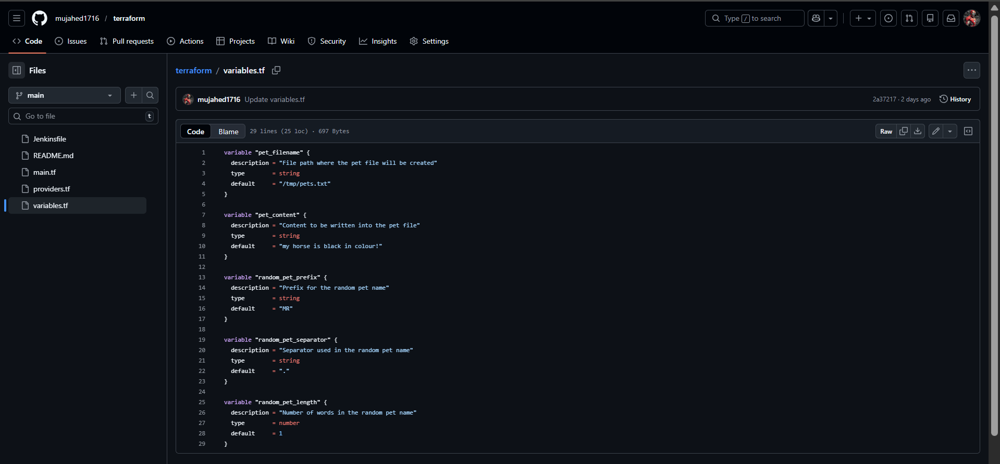 mujahed1716 / terraform
Type / to search
Code Issues Pull requests Actions Projects Wiki Security Insights Settings
Files
main
Go to file t
Jenkinsfile
README.md
main.tf
providers.tf
variables.tf
terraform / variables.tf
mujahed1716 Update variables.tf 2a37217 · 2 days ago History
Code Blame 29 lines (25 loc) · 697 Bytes Raw
1 variable "pet_filename" {
2 description = "File path where the pet file will be created"
3 type = string
4 default = "/tmp/pets.txt"
5 }
6
7 variable "pet_content" {
8 description = "Content to be written into the pet file"
9 type = string
10 default = "my horse is black in colour!"
11 }
12
13 variable "random_pet_prefix" {
14 description = "Prefix for the random pet name"
15 type = string
16 default = "MR"
17 }
18
19 variable "random_pet_separator" {
20 description = "Separator used in the random pet name"
21 type = string
22 default = "."
23 }
24
25 variable "random_pet_length" {
26 description = "Number of words in the random pet name"
27 type = number
28 default = 1
29 }